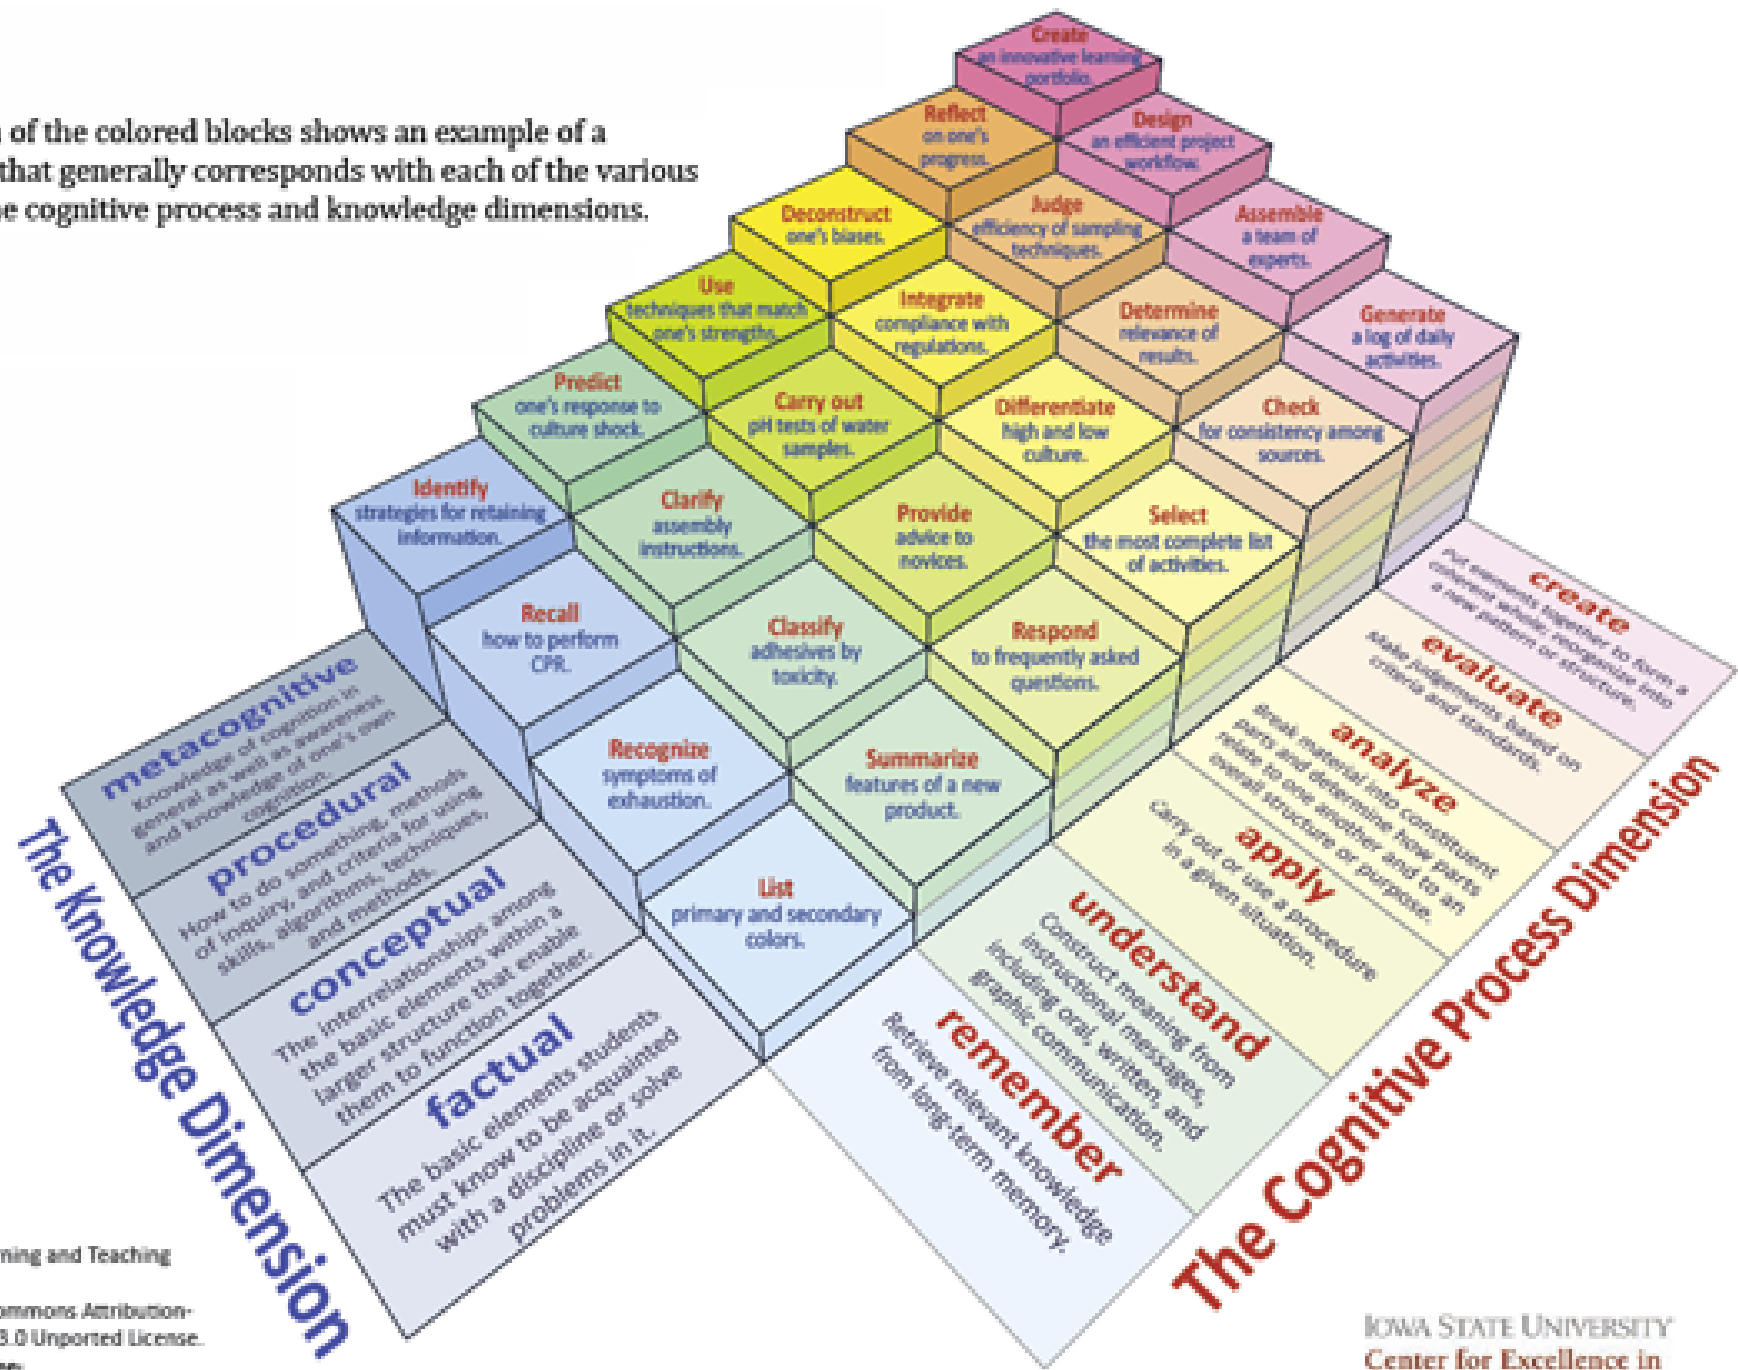 of the colored blocks shows an example of a
that generally corresponds with each of the various
cognitive process and knowledge dimensions.
Create
an innovative learning
portfolio.
Reflect
on one's
progress.
Design
an efficient project
workflow.
Deconstruct
one's biases.
Judge
efficiency of sampling
techniques.
Assemble
a team of
experts.
Use
techniques that match
one's strengths.
Integrate
compliance with
regulations.
Determine
relevance of
results.
Generate
a log of daily
activities.
Predict
one's response to
culture shock.
Carry out
pH tests of water
samples.
Differentiate
high and low
culture.
Check
for consistency among
sources.
Identify
strategies for retaining
information.
Clarify
assembly
instructions.
Provide
advice to
novices.
Select
the most complete list
of activities.
Recall
how to perform
CPR.
Classify
adhesives by
toxicity.
Respond
to frequently asked
questions.
Recognize
symptoms of
exhaustion.
Summarize
features of a new
product.
List
primary and secondary
colors.
metacognitive
Knowledge of cognition in
general as well as awareness
and knowledge of one's own
cognition.
procedural
How to do something, methods
of inquiry, and criteria for using
skills, algorithms, techniques,
and methods.
conceptual
The interrelationships among
the basic elements within a
larger structure that enable
them to function together.
factual
The basic elements students
must know to be acquainted
with a discipline or solve
problems in it.
The Knowledge Dimension
create
Put elements together to form a
coherent whole; reorganize into
a new pattern or structure.
evaluate
Make judgments based on
criteria and standards.
analyze
Break material into constituent
parts and determine how parts
relate to one another and to an
overall structure or purpose.
apply
Carry out or use a procedure
in a given situation.
understand
Construct meaning from
instructional messages,
including oral, written, and
graphic communication.
remember
Retrieve relevant knowledge
from long-term memory.
The Cognitive Process Dimension
ning and Teaching
ommons Attribution-
3.0 Unported License.
IOWA STATE UNIVERSITY
Center for Excellence in